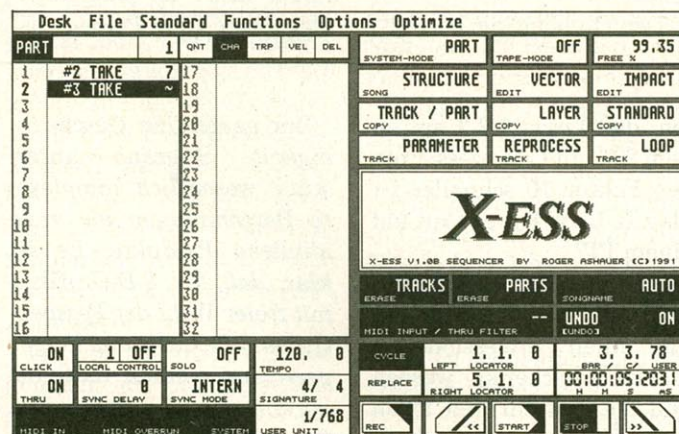 Desk File Standard Functions Options Optimize
PART 1 QNT CHA TRP VEL DEL
1 #2 TAKE 7 17
2 #3 TAKE ~ 18
3 19
4 20
5 21
6 22
7 23
8 24
9 25
10 26
11 27
12 28
13 29
14 30
15 31
16 32
ON CLICK
1 OFF LOCAL CONTROL
OFF SOLO
120. 0 TEMPO
ON THRU
0 SYNC DELAY
INTERN SYNC MODE
4/ 4 SIGNATURE
MIDI IN MIDI OVERRUN SYSTEM
1/768 USER UNIT
PART SYSTEM-MODE
OFF TAPE-MODE
99.35 FREE %
STRUCTURE SONG
VECTOR EDIT
IMPACT EDIT
TRACK / PART COPY
LAYER COPY
STANDARD COPY
PARAMETER TRACK
REPROCESS TRACK
LOOP TRACK
X-ESS
X-ESS V1.0B SEQUENCER BY ROGER ASHAUER (C)1991
TRACKS ERASE
PARTS ERASE
AUTO SONGNAME
-- MIDI INPUT / THRU FILTER
UNDO ON
[UNDO]
CYCLE
1. 1. 0 LEFT LOCATOR
3. 3. 78
BAR / C/ USER
REPLACE
5. 1. 0 RIGHT LOCATOR
00:00:05:2031
H M S
REC
<<
START
STOP
>>